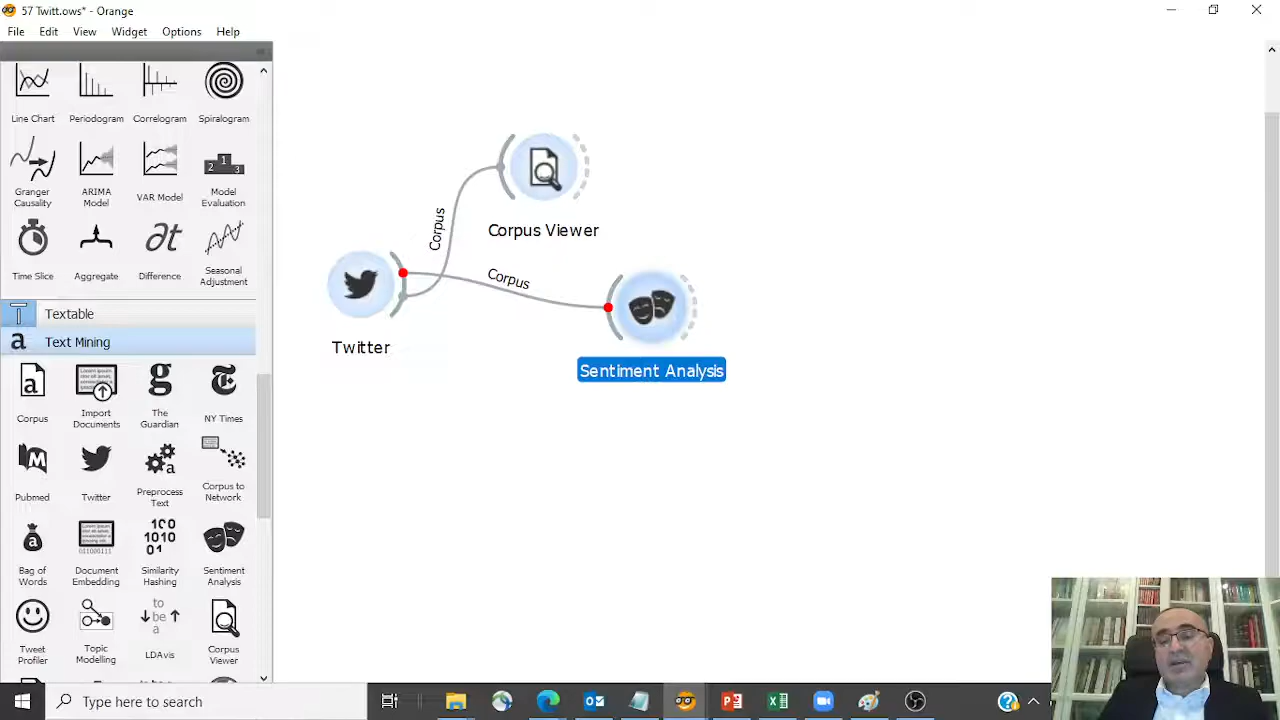 57 Twitt.ows* - Orange
File Edit View Widget Options Help
Line Chart Periodogram Correlogram Spiralogram
Granger Causality ARIMA Model VAR Model Model Evaluation
Time Slice Aggregate Difference Seasonal Adjustment
Textable
Text Mining
Corpus Import Documents The Guardian NY Times
Pubmed Twitter Preprocess Text Corpus to Network
Bag of Words Document Embedding Similarity Hashing Sentiment Analysis
Tweet Profiler Topic Modelling LDAvis Corpus Viewer
Corpus Viewer
Corpus
Corpus
Twitter
Sentiment Analysis
Type here to search